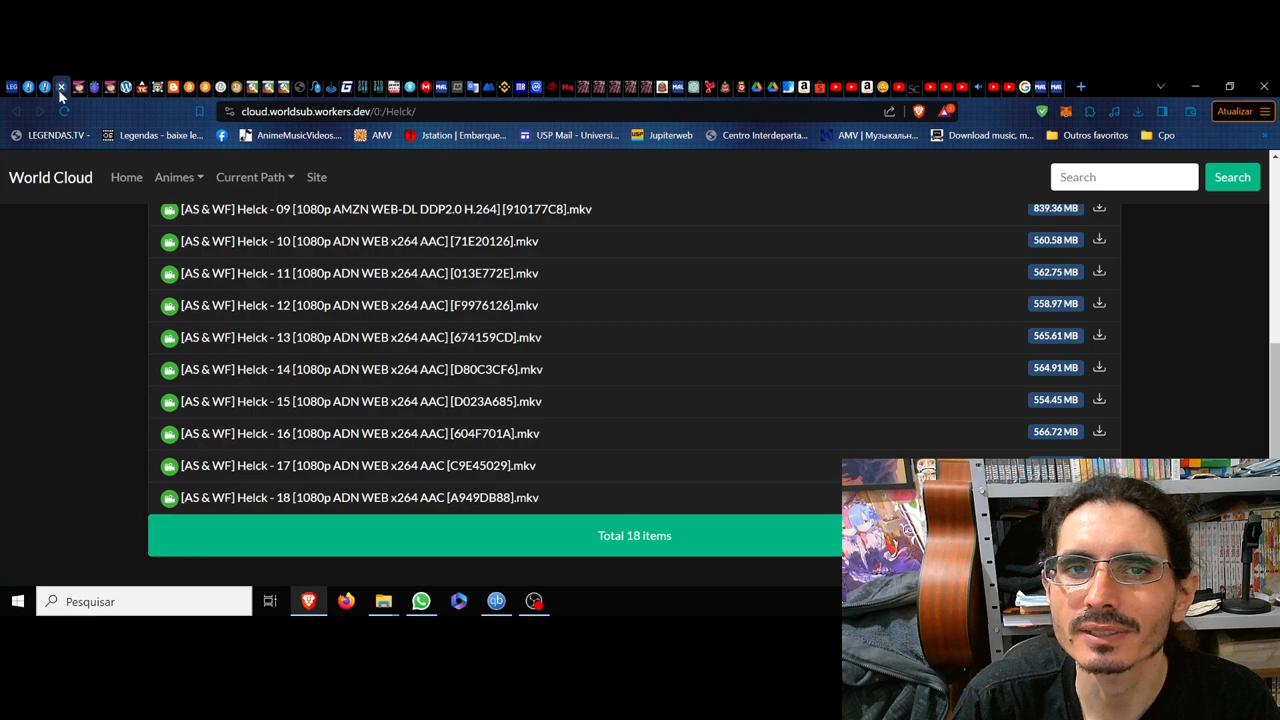 cloud.worldsub.workers.dev/0:/Helck/
Atualizar
LEGENDAS.TV -
Legendas - baixe le...
AnimeMusicVideos....
AMV
Jstation | Embarque...
USP Mail - Universi...
Jupiterweb
Centro Interdeparta...
AMV | Музыкальн...
Download music, m...
Outros favoritos
Cpo
World Cloud
Home
Animes
Current Path
Site
Search
Search
[AS & WF] Helck - 09 [1080p AMZN WEB-DL DDP2.0 H.264] [910177C8].mkv 839.36 MB
[AS & WF] Helck - 10 [1080p ADN WEB x264 AAC] [71E20126].mkv 560.58 MB
[AS & WF] Helck - 11 [1080p ADN WEB x264 AAC] [013E772E].mkv 562.75 MB
[AS & WF] Helck - 12 [1080p ADN WEB x264 AAC] [F9976126].mkv 558.97 MB
[AS & WF] Helck - 13 [1080p ADN WEB x264 AAC] [674159CD].mkv 565.61 MB
[AS & WF] Helck - 14 [1080p ADN WEB x264 AAC] [D80C3CF6].mkv 564.91 MB
[AS & WF] Helck - 15 [1080p ADN WEB x264 AAC] [D023A685].mkv 554.45 MB
[AS & WF] Helck - 16 [1080p ADN WEB x264 AAC] [604F701A].mkv 566.72 MB
[AS & WF] Helck - 17 [1080p ADN WEB x264 AAC [C9E45029].mkv
[AS & WF] Helck - 18 [1080p ADN WEB x264 AAC [A949DB88].mkv
Total 18 items
Pesquisar